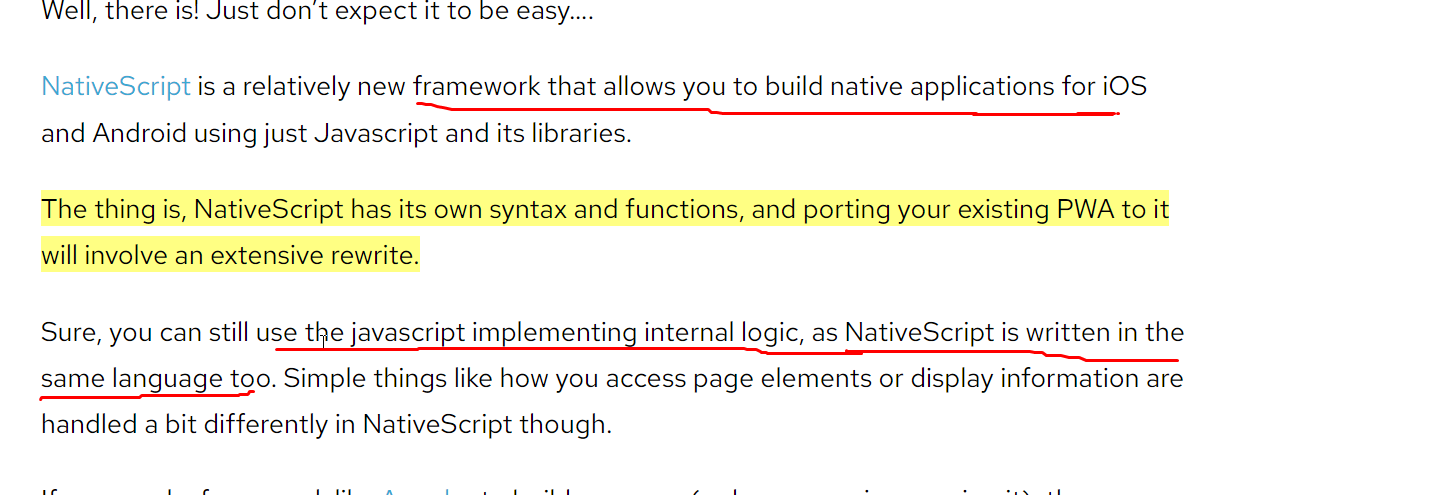 Well, there is! Just don’t expect it to be easy....
NativeScript is a relatively new framework that allows you to build native applications for iOS
and Android using just Javascript and its libraries.
The thing is, NativeScript has its own syntax and functions, and porting your existing PWA to it
will involve an extensive rewrite.
Sure, you can still use the javascript implementing internal logic, as NativeScript is written in the
same language too. Simple things like how you access page elements or display information are
handled a bit differently in NativeScript though.